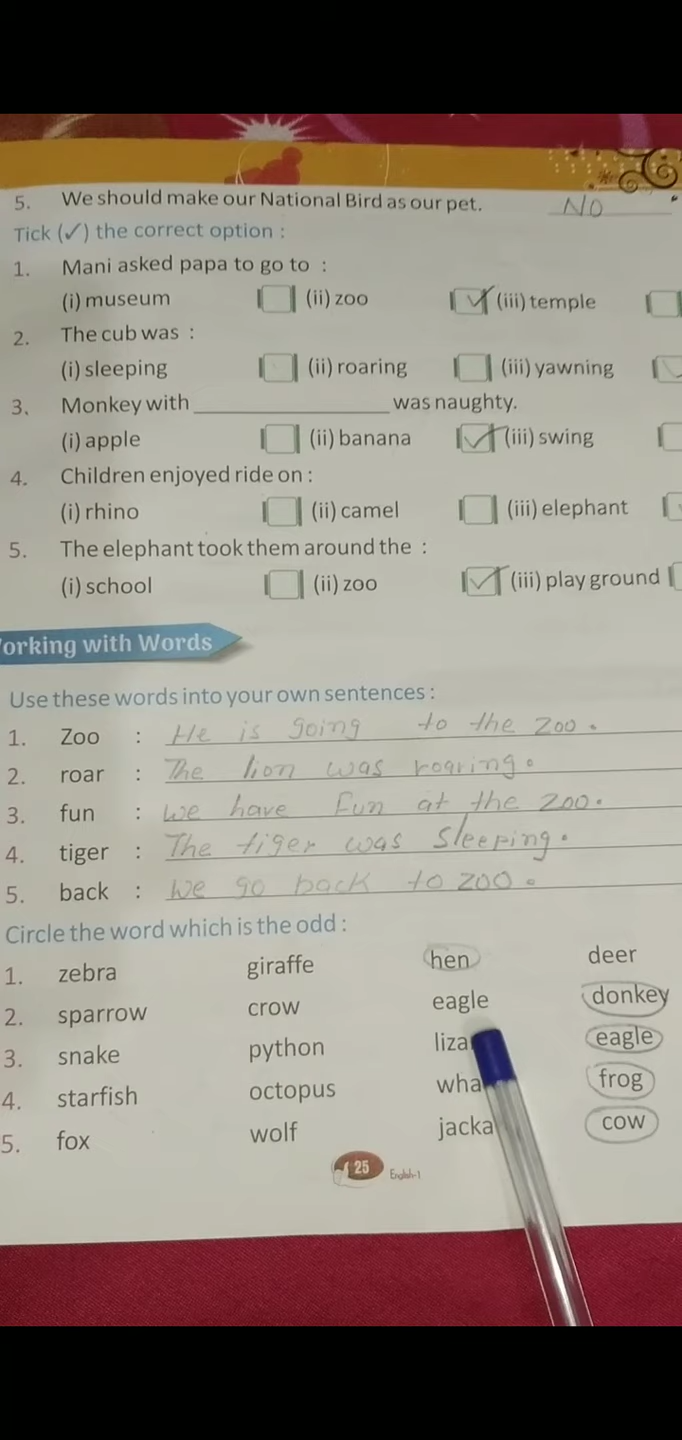 5. We should make our National Bird as our pet. NO
Tick (✓) the correct option :
1. Mani asked papa to go to :
(i) museum (ii) zoo ✓ (iii) temple
2. The cub was :
(i) sleeping (ii) roaring (iii) yawning
3. Monkey with ____________ was naughty.
(i) apple (ii) banana ✓ (iii) swing
4. Children enjoyed ride on :
(i) rhino (ii) camel (iii) elephant
5. The elephant took them around the :
(i) school (ii) zoo ✓ (iii) play ground
orking with Words
Use these words into your own sentences :
1. Zoo : He is going to the zoo.
2. roar : The lion was roaring.
3. fun : we have fun at the zoo.
4. tiger : The tiger was sleeping.
5. back : we go back to zoo.
Circle the word which is the odd :
1. zebra giraffe hen deer
2. sparrow crow eagle donkey
3. snake python liza eagle
4. starfish octopus wha frog
5. fox wolf jacka cow
25 English-1